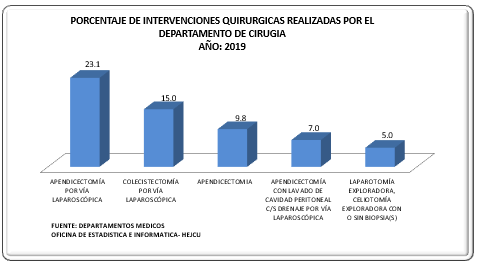 PORCENTAJE DE INTERVENCIONES QUIRURGICAS REALIZADAS POR EL
DEPARTAMENTO DE CIRUGIA
AÑO: 2019
23.1
15.0
9.8
7.0
5.0
APENDICECTOMÍA
POR VÍA
LAPAROSCÓPICA
COLECISTECTOMÍA
POR VÍA
LAPAROSCÓPICA
APENDICECTOMIA
APENDICECTOMÍA
CON LAVADO DE
CAVIDAD PERITONEAL
C/S DRENAJE POR VÍA
LAPAROSCÓPICA
LAPAROTOMÍA
EXPLORADORA,
CELIOTOMÍA
EXPLORADORA CON
O SIN BIOPSIA(S)
FUENTE: DEPARTAMENTOS MEDICOS
OFICINA DE ESTADISTICA E INFORMATICA- HEJCU